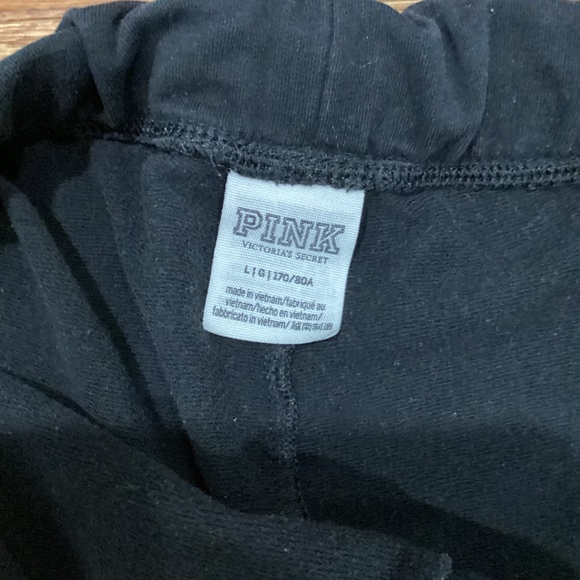 PINK
VICTORIA'S SECRET
L|G|170/80A
made in vietnam/fabriqué au
vietnam/hecho en vietnam/
fabbricato in vietnam/